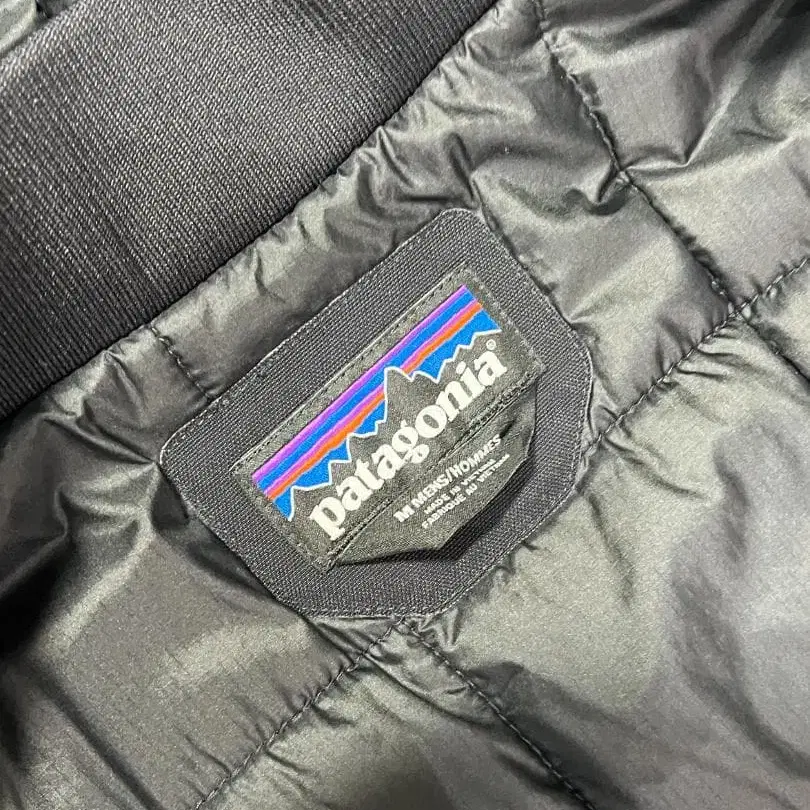 patagonia®
M MENS/HOMMES
MADE IN VIETNAM
FABRIQUÉ AU VIETNAM